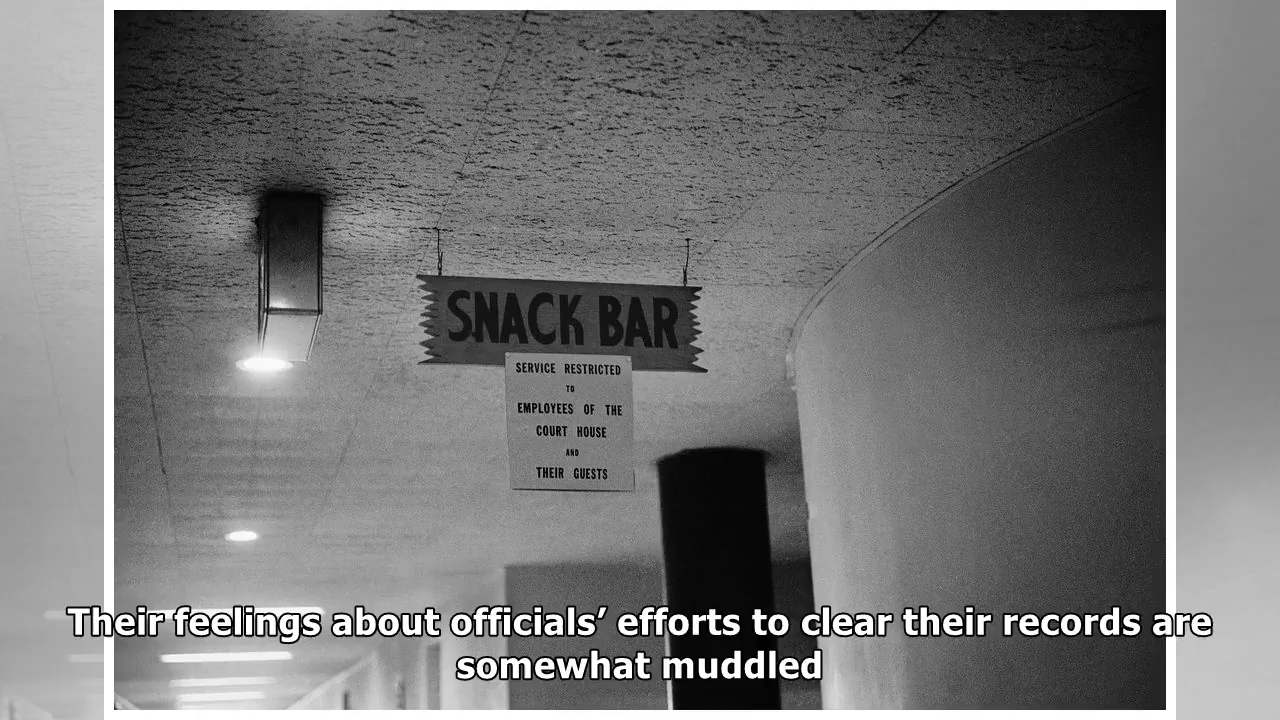 SNACK BAR
SERVICE RESTRICTED
TO
EMPLOYEES OF THE
COURT HOUSE
AND
THEIR GUESTS
Their feelings about officials’ efforts to clear their records are
somewhat muddled